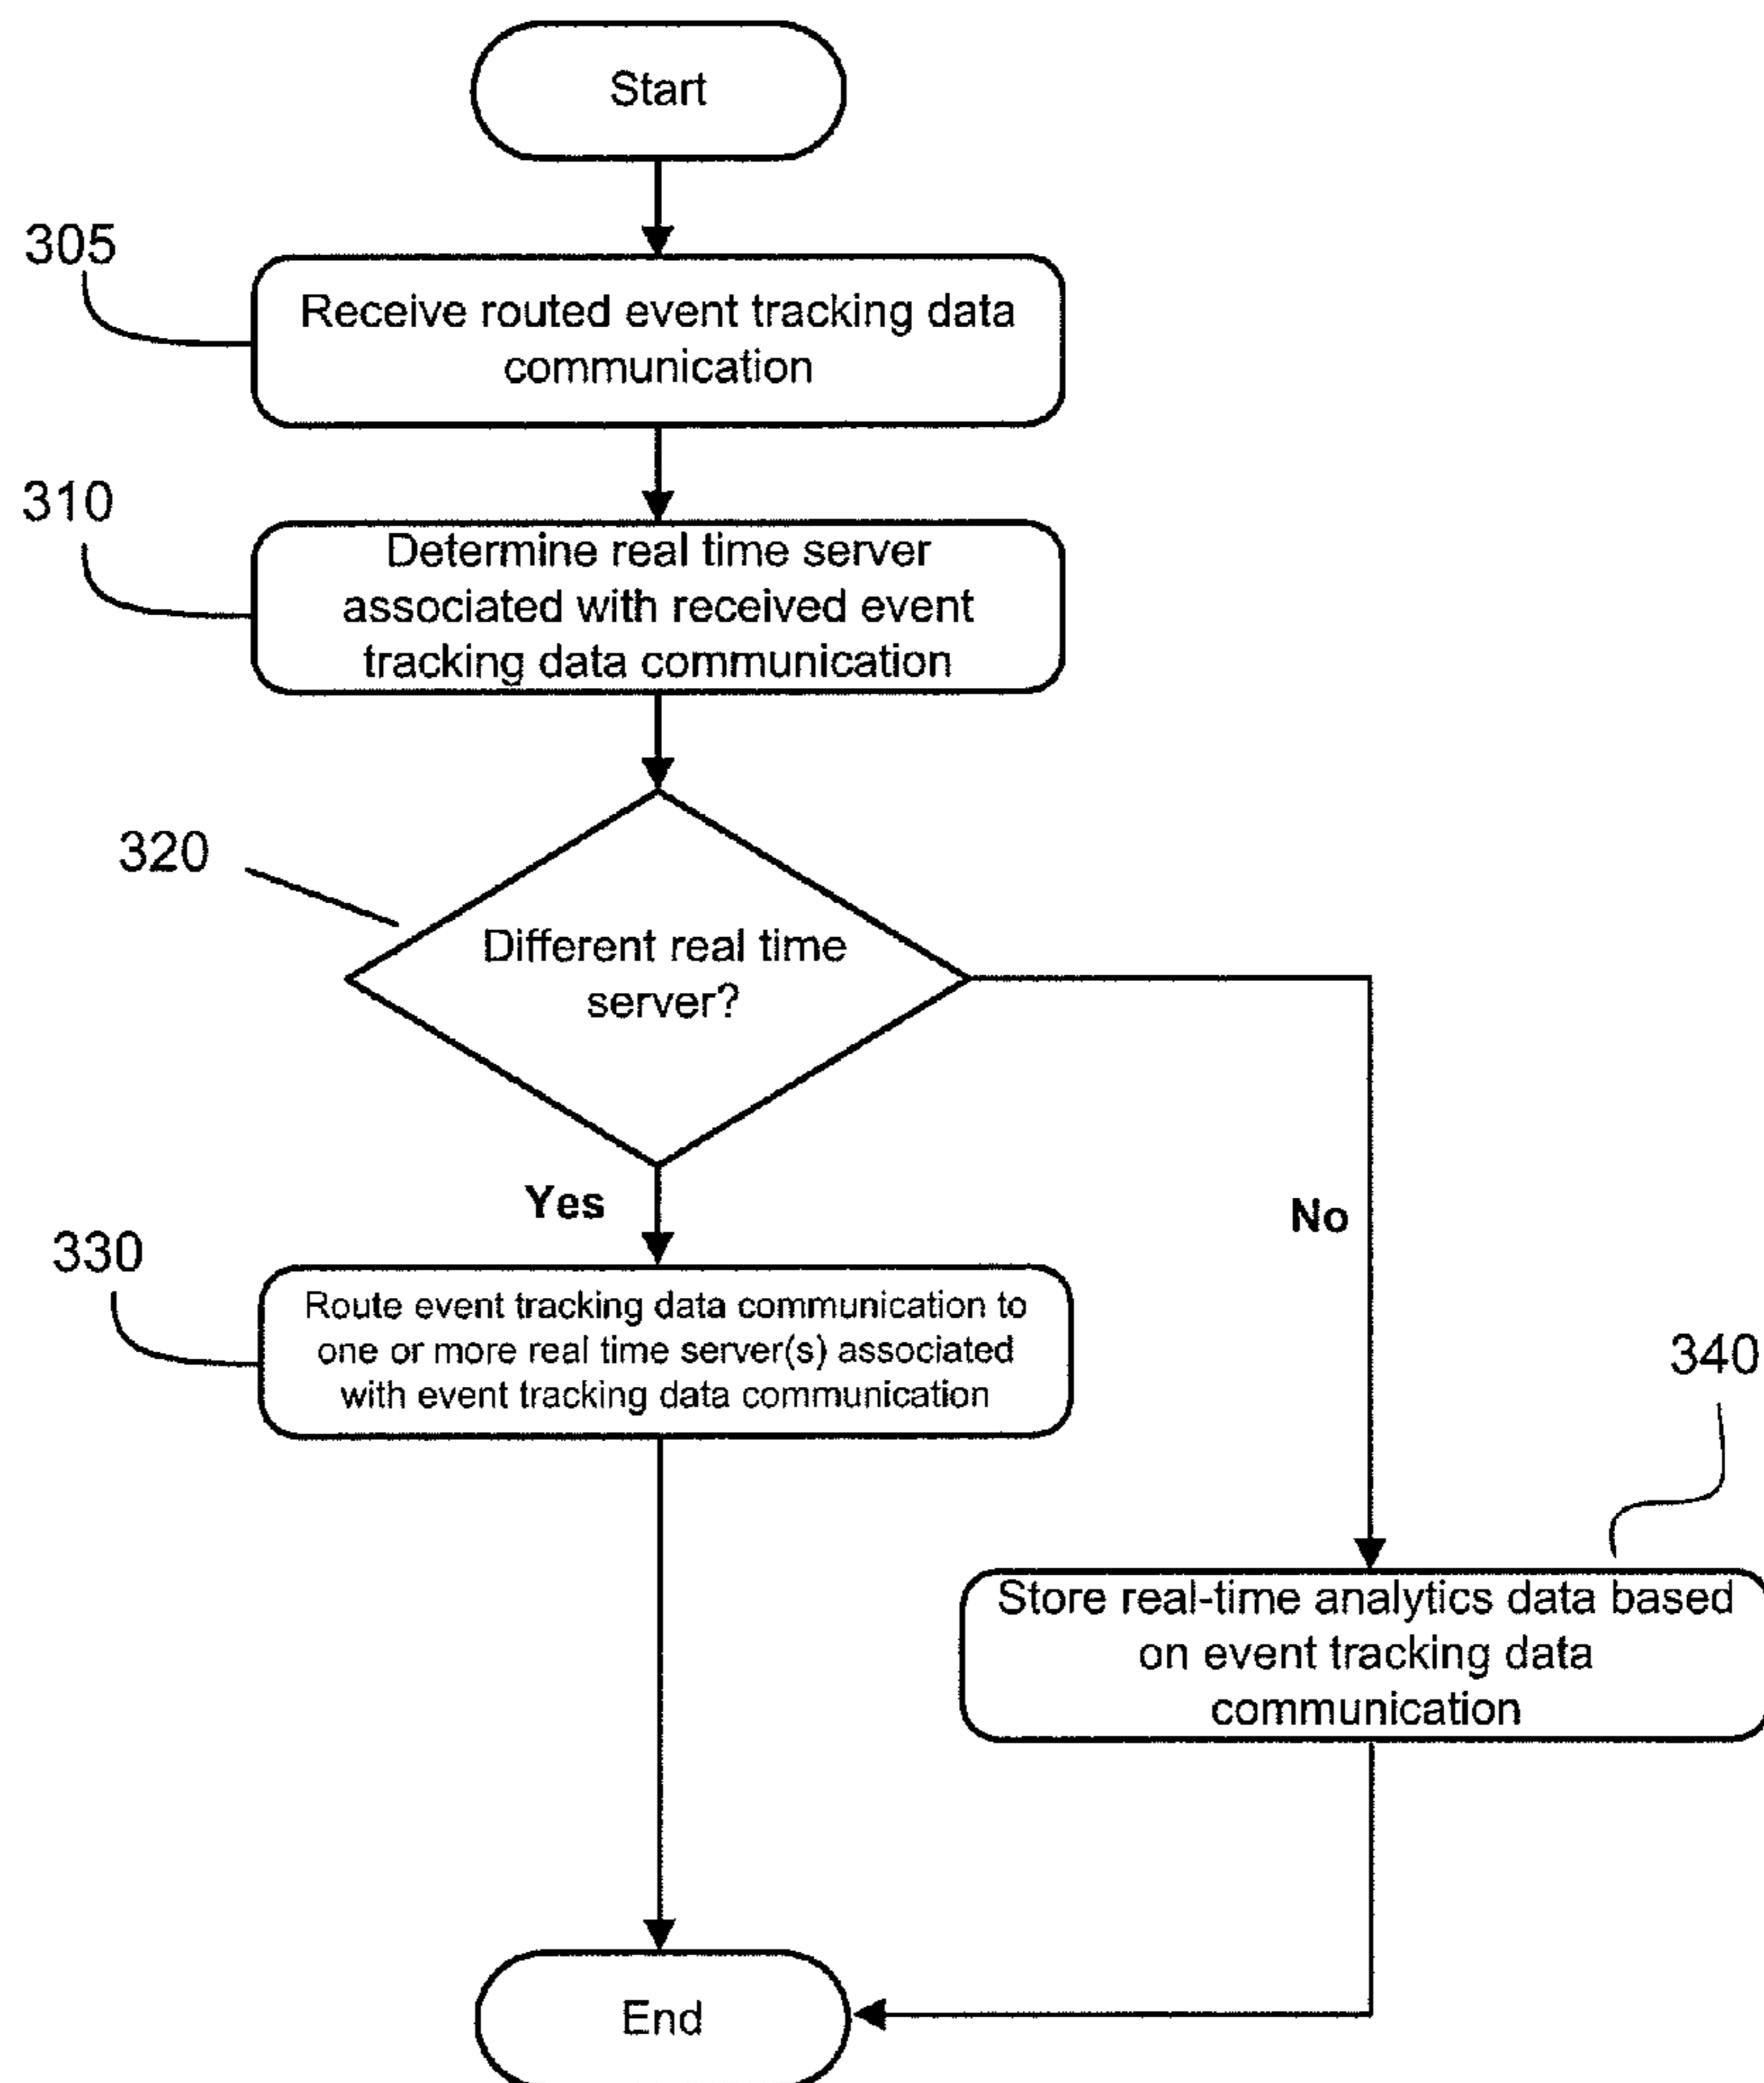 Start
305
Receive routed event tracking data
communication
310
Determine real time server
associated with received event
tracking data communication
320
Different real time
server?
Yes
No
330
Route event tracking data communication to
one or more real time server(s) associated
with event tracking data communication
340
Store real-time analytics data based
on event tracking data
communication
End